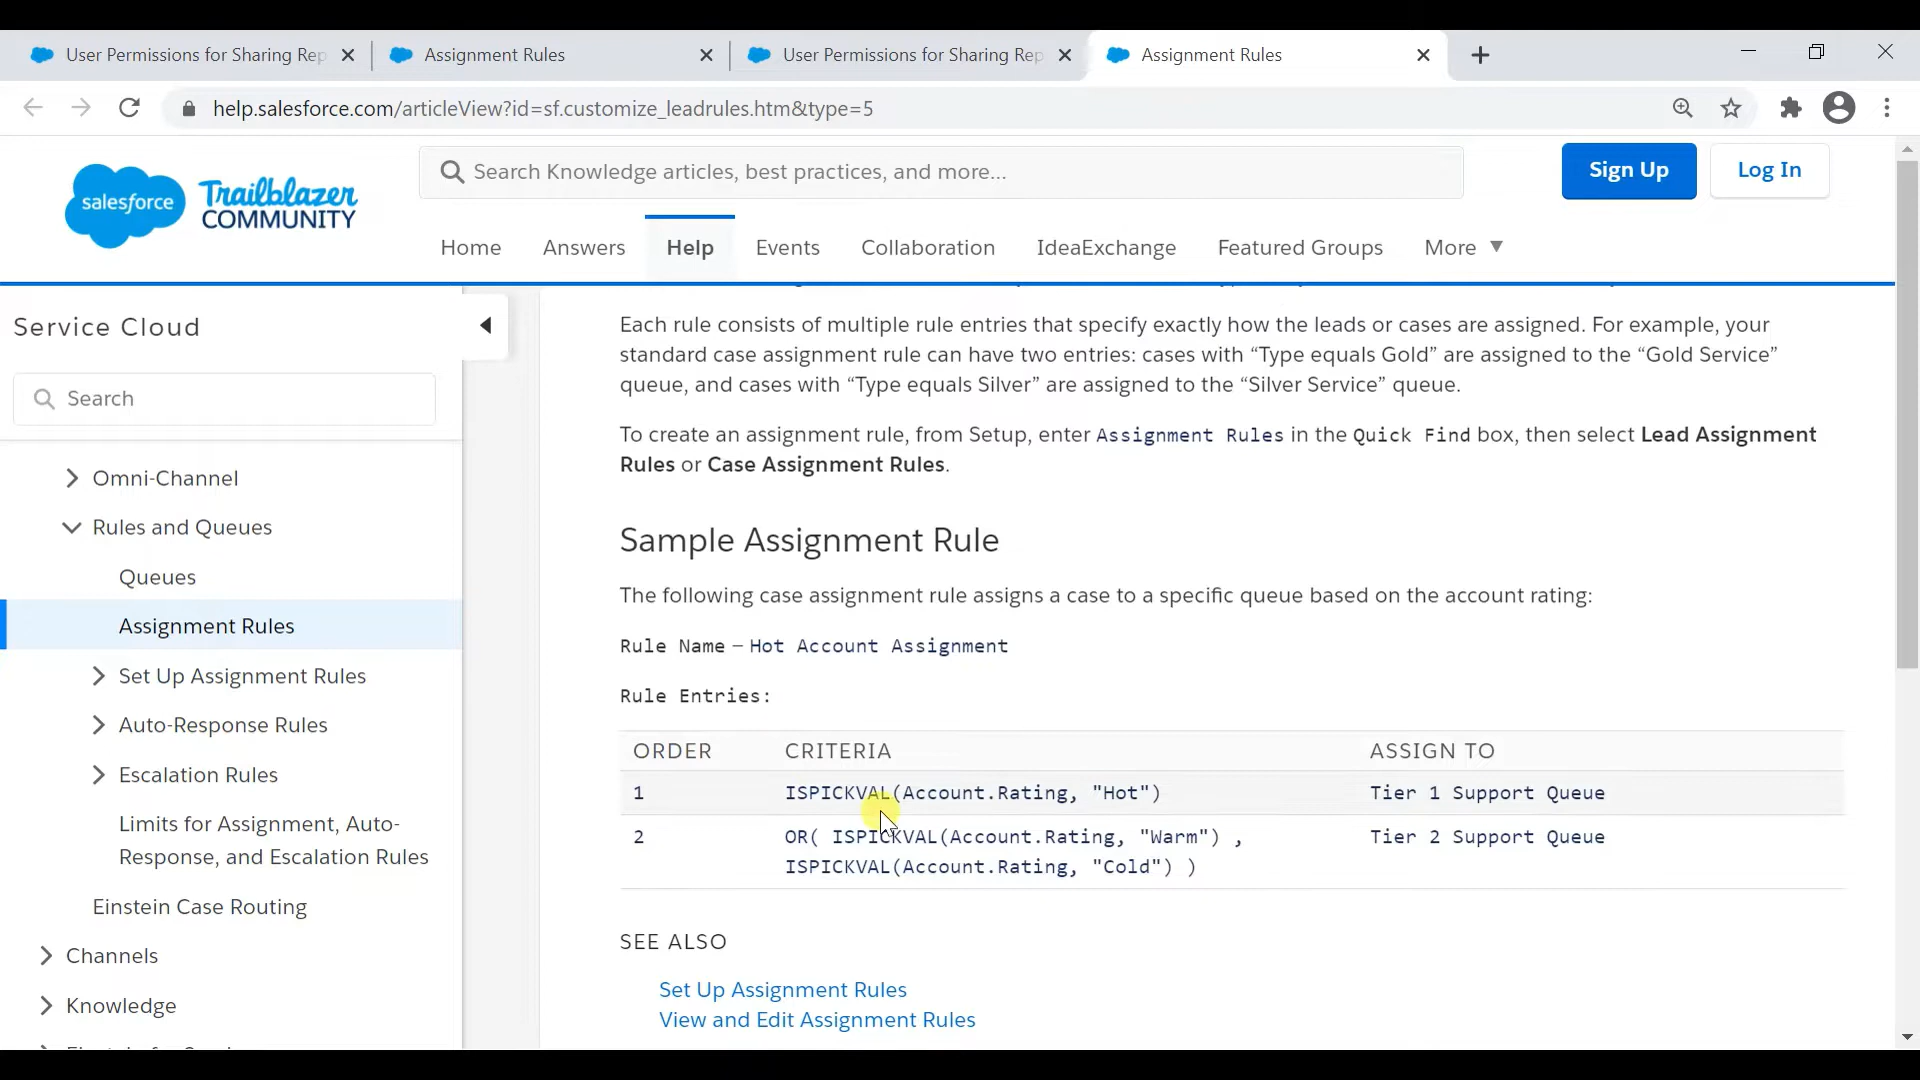 User Permissions for Sharing Rep
Assignment Rules
User Permissions for Sharing Rep
Assignment Rules
help.salesforce.com/articleView?id=sf.customize_leadrules.htm&type=5
salesforce
Trailblazer
COMMUNITY
Search Knowledge articles, best practices, and more...
Sign Up
Log In
Home
Answers
Help
Events
Collaboration
IdeaExchange
Featured Groups
More
Service Cloud
Search
Omni-Channel
Rules and Queues
Queues
Assignment Rules
Set Up Assignment Rules
Auto-Response Rules
Escalation Rules
Limits for Assignment, Auto-
Response, and Escalation Rules
Einstein Case Routing
Channels
Knowledge
Each rule consists of multiple rule entries that specify exactly how the leads or cases are assigned. For example, your
standard case assignment rule can have two entries: cases with “Type equals Gold” are assigned to the “Gold Service”
queue, and cases with “Type equals Silver” are assigned to the “Silver Service” queue.
To create an assignment rule, from Setup, enter Assignment Rules in the Quick Find box, then select Lead Assignment
Rules or Case Assignment Rules.
Sample Assignment Rule
The following case assignment rule assigns a case to a specific queue based on the account rating:
Rule Name – Hot Account Assignment
Rule Entries:
ORDER CRITERIA ASSIGN TO
1 ISPICKVAL(Account.Rating, "Hot") Tier 1 Support Queue
2 OR( ISPICKVAL(Account.Rating, "Warm") , Tier 2 Support Queue
ISPICKVAL(Account.Rating, "Cold") )
SEE ALSO
Set Up Assignment Rules
View and Edit Assignment Rules